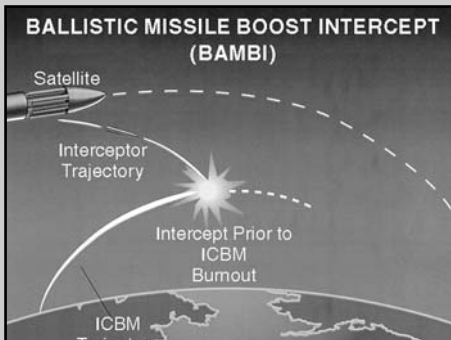 BALLISTIC MISSILE BOOST INTERCEPT
(BAMBI)
Satellite
Interceptor
Trajectory
Intercept Prior to
ICBM
Burnout
ICBM